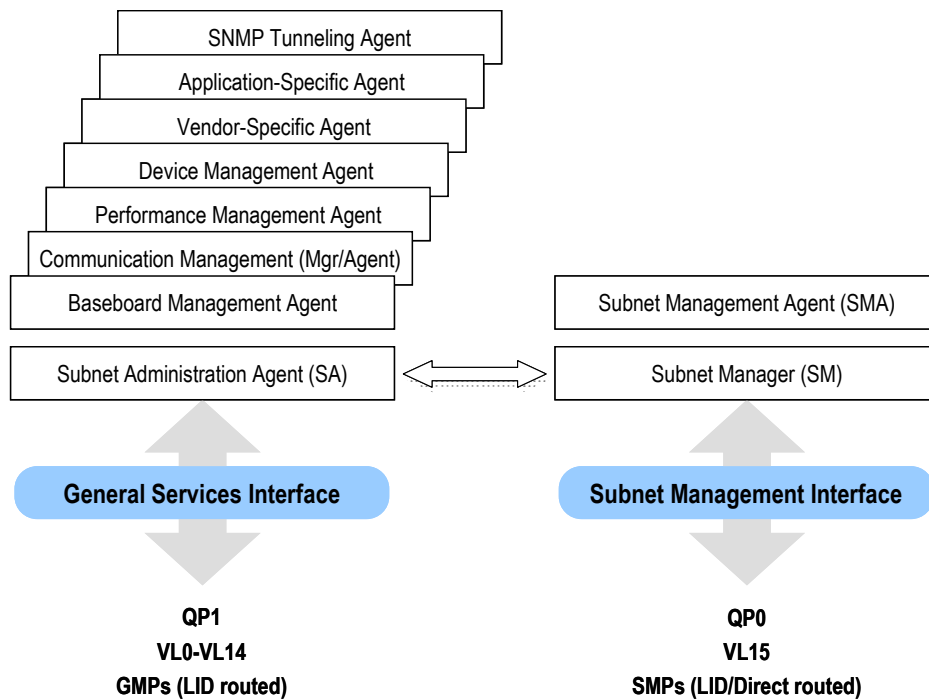 SNMP Tunneling Agent
Application-Specific Agent
Vendor-Specific Agent
Device Management Agent
Performance Management Agent
Communication Management (Mgr/Agent)
Baseboard Management Agent
Subnet Management Agent (SMA)
Subnet Administration Agent (SA)
Subnet Manager (SM)
General Services Interface
Subnet Management Interface
QP1
VL0-VL14
GMPs (LID routed)
QP0
VL15
SMPs (LID/Direct routed)